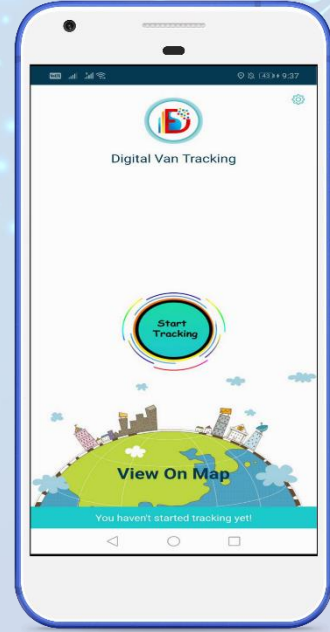 9:37
Digital Van Tracking
Start
Tracking
View On Map
You haven't started tracking yet!